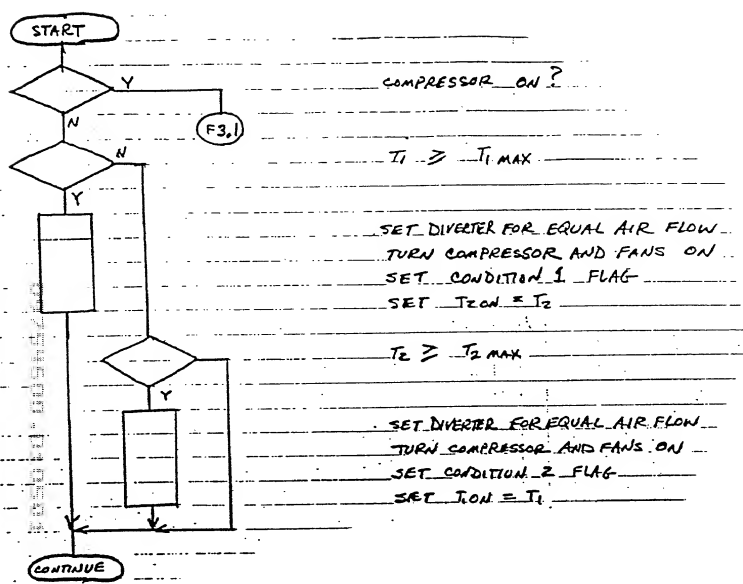 START
Y
COMPRESSOR ON?
F3.1
N
N
T1 ≥ T1 MAX
Y
SET DIVERTER FOR EQUAL AIR FLOW
TURN COMPRESSOR AND FANS ON
SET CONDITION 1 FLAG
SET T2ON = T2
T2 ≥ T2 MAX
Y
SET DIVERTER FOR EQUAL AIR FLOW
TURN COMPRESSOR AND FANS ON
SET CONDITION 2 FLAG
SET T1ON = T1
CONTINUE